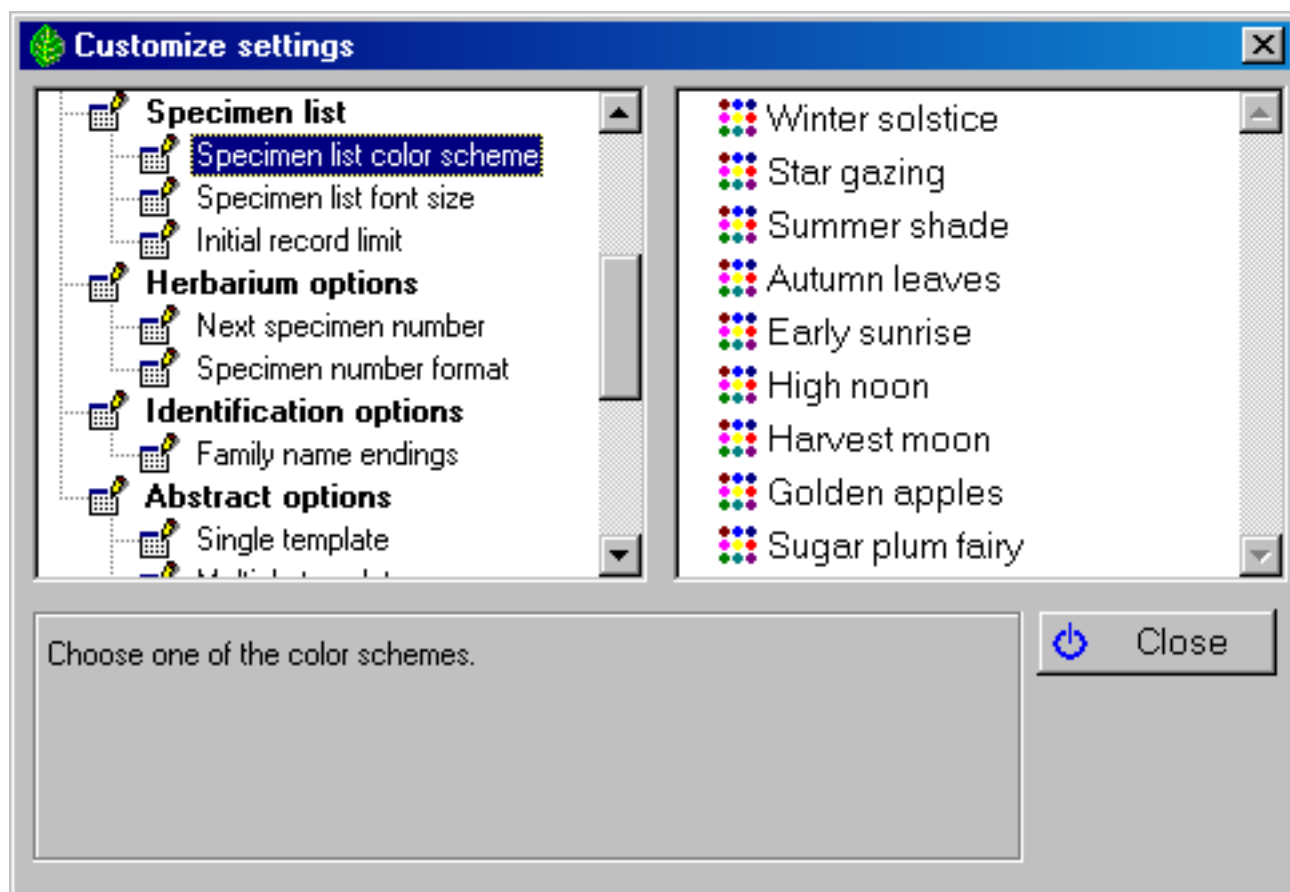 Customize settings
Specimen list
Specimen list color scheme
Specimen list font size
Initial record limit
Herbarium options
Next specimen number
Specimen number format
Identification options
Family name endings
Abstract options
Single template
Winter solstice
Star gazing
Summer shade
Autumn leaves
Early sunrise
High noon
Harvest moon
Golden apples
Sugar plum fairy
Choose one of the color schemes.
Close